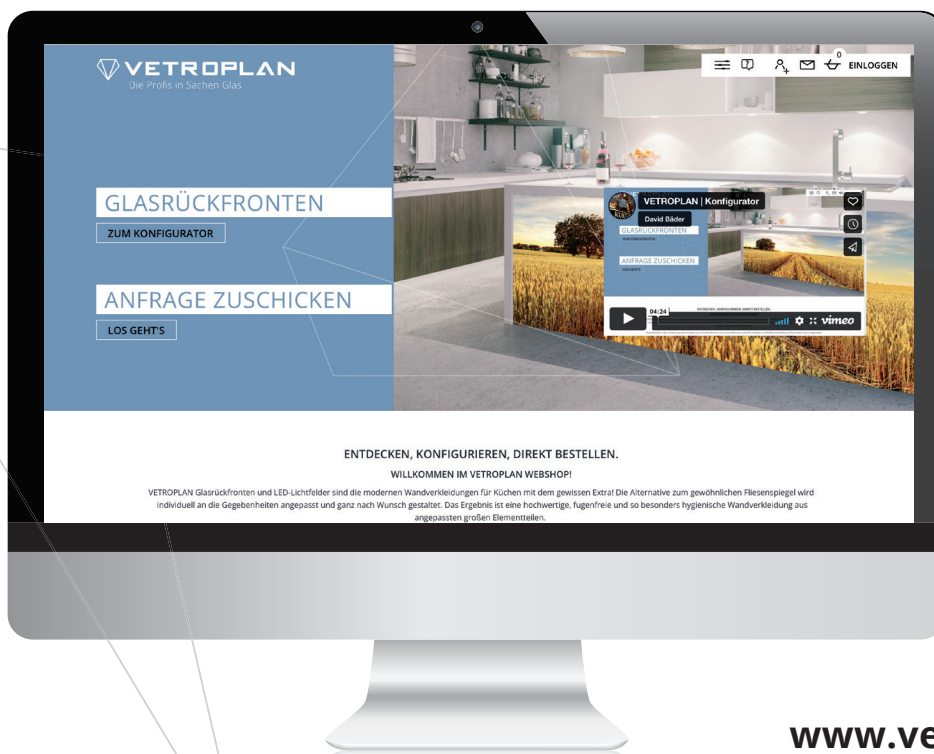 VETROPLAN
Die Profis in Sachen Glas
0
EINLOGGEN
GLASRÜCKFRONTEN
ZUM KONFIGURATOR
ANFRAGE ZUSCHICKEN
LOS GEHT'S
VETROPLAN | Konfigurator
David Bäder
GLASRÜCKFRONTEN
ZUM KONFIGURATOR
ANFRAGE ZUSCHICKEN
04:24
vimeo
ENTDECKEN, KONFIGURIEREN, DIREKT BESTELLEN.
WILLKOMMEN IM VETROPLAN WEBSHOP!
VETROPLAN Glasrückfronten und LED-Lichtfelder sind die modernen Wandverkleidungen für Küchen mit dem gewissen Extra! Die Alternative zum gewöhnlichen Fliesenspiegel wird
individuell an die Gegebenheiten angepasst und ganz nach Wunsch gestaltet. Das Ergebnis ist eine hochwertige, fugenfreie und so besonders hygienische Wandverkleidung aus
angepassten großen Elementteilen.
www.ve